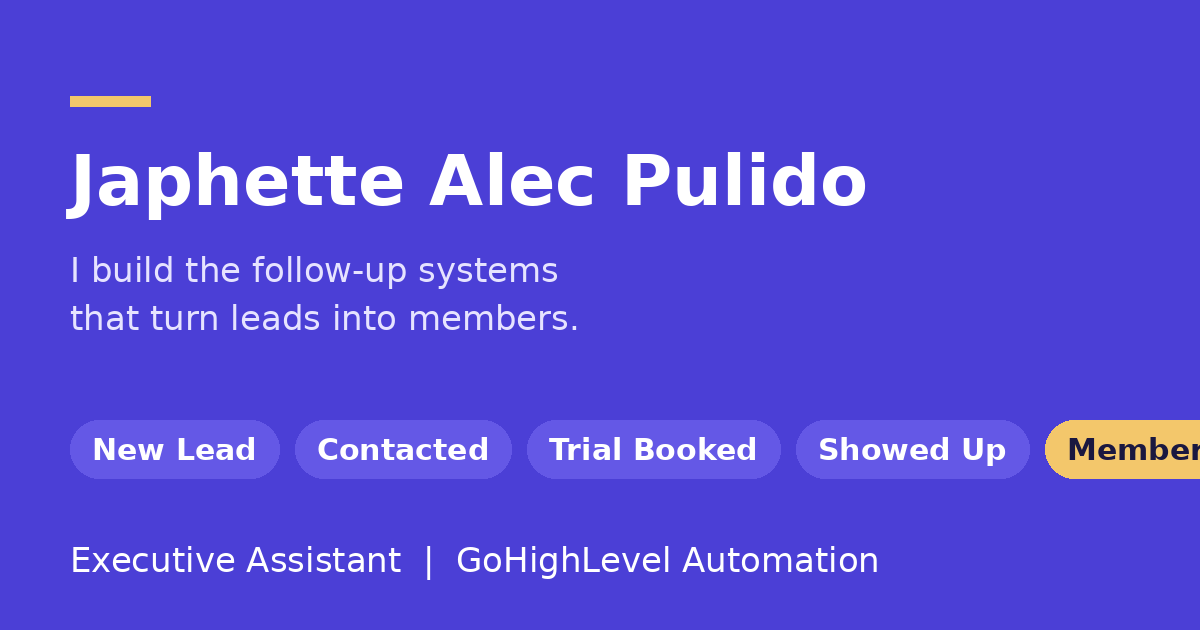 Japhette Alec Pulido
I build the follow-up systems
that turn leads into members.
New Lead Contacted Trial Booked Showed Up Member
Executive Assistant | GoHighLevel Automation